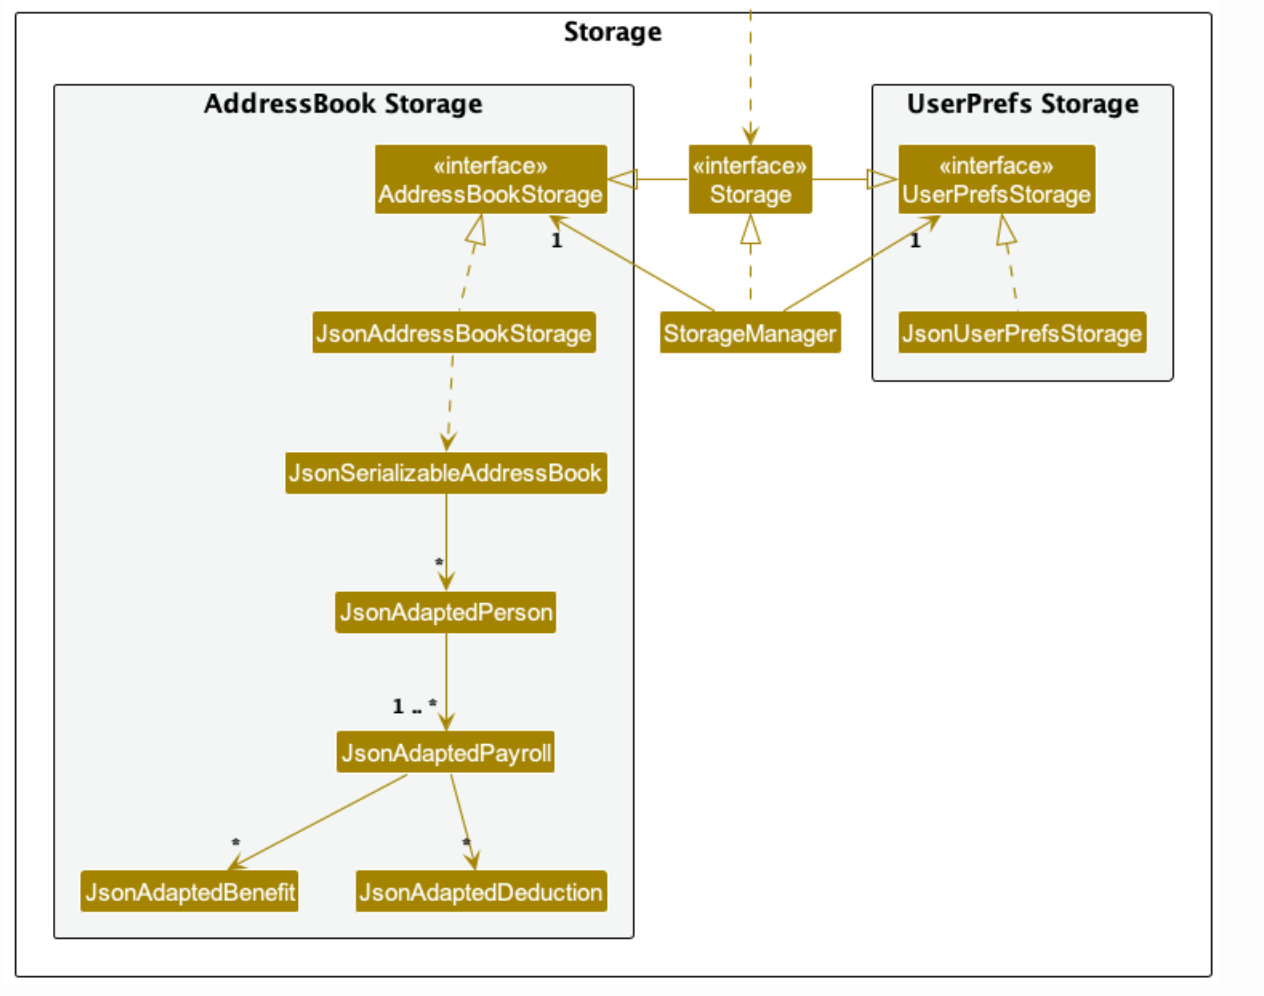 Storage
AddressBook Storage
UserPrefs Storage
«interface»
AddressBookStorage
«interface»
Storage
«interface»
UserPrefsStorage
1
1
JsonAddressBookStorage
StorageManager
JsonUserPrefsStorage
JsonSerializableAddressBook
*
JsonAdaptedPerson
1 .. *
JsonAdaptedPayroll
*
*
JsonAdaptedBenefit
JsonAdaptedDeduction